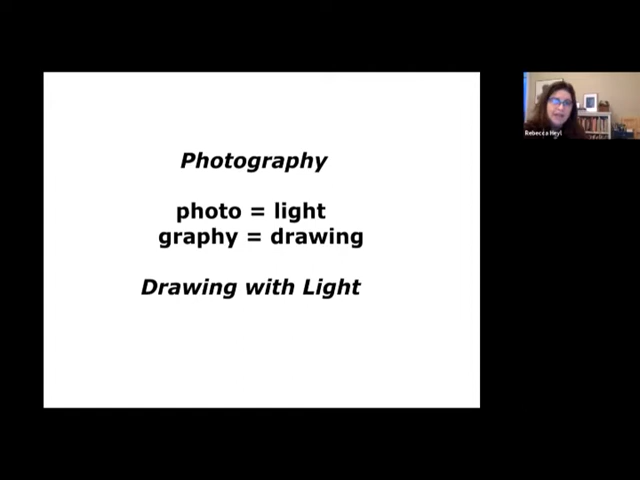 Photography
photo = light
graphy = drawing
Drawing with Light
Rebecca Heyl